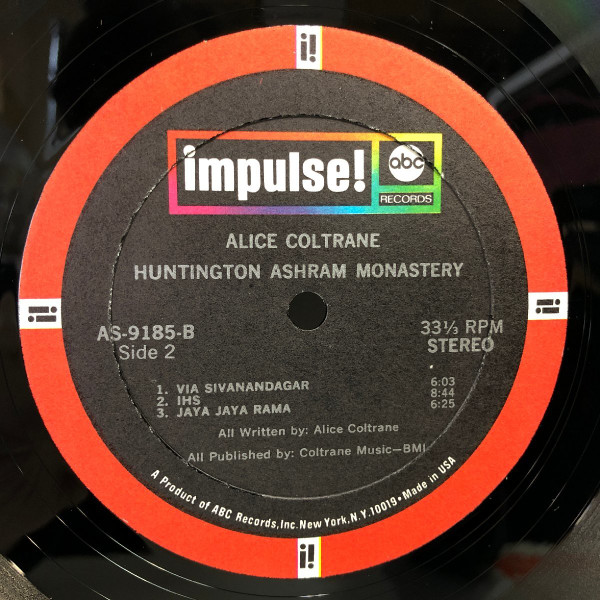 impulse!
abc
RECORDS
ALICE COLTRANE
HUNTINGTON ASHRAM MONASTERY
AS-9185-B
Side 2
33⅓ RPM
STEREO
1. VIA SIVANANDAGAR 6:03
2. IHS 8:44
3. JAYA JAYA RAMA 6:25
All Written by: Alice Coltrane
All Published by: Coltrane Music—BMI
A Product of ABC Records, Inc. New York, N.Y. 10019 • Made in USA